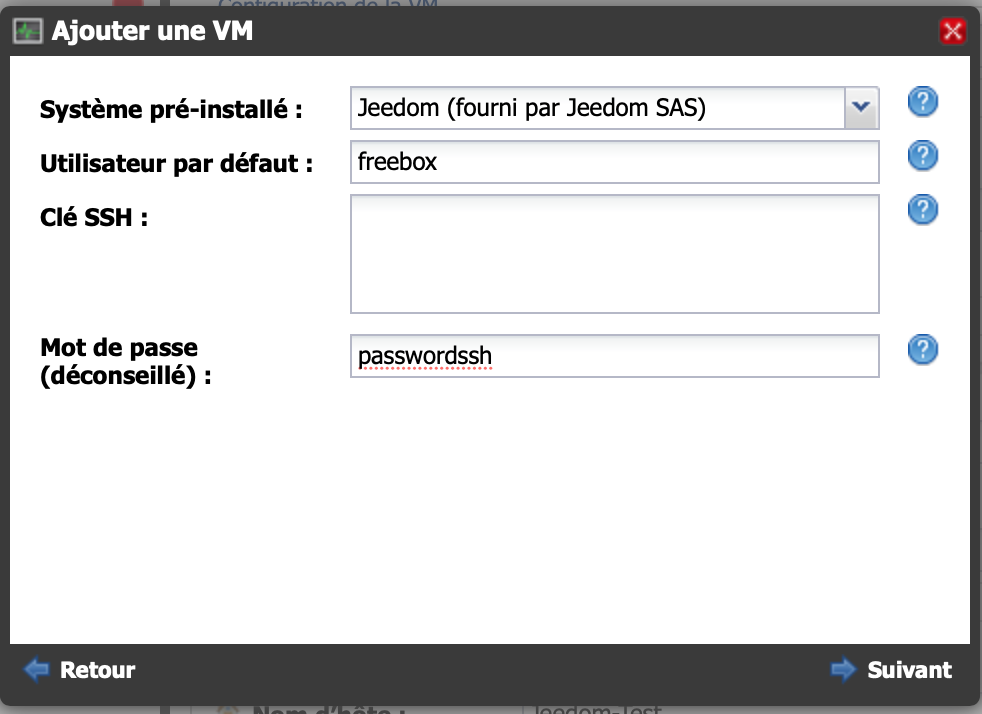 Configuration de la VM
Ajouter une VM
Système pré-installé :
Jeedom (fourni par Jeedom SAS)
?
Utilisateur par défaut :
freebox
?
Clé SSH :
?
Mot de passe
(déconseillé) :
passwordssh
?
Retour
Suivant
Nom d'hôte :
Jeedom-Test